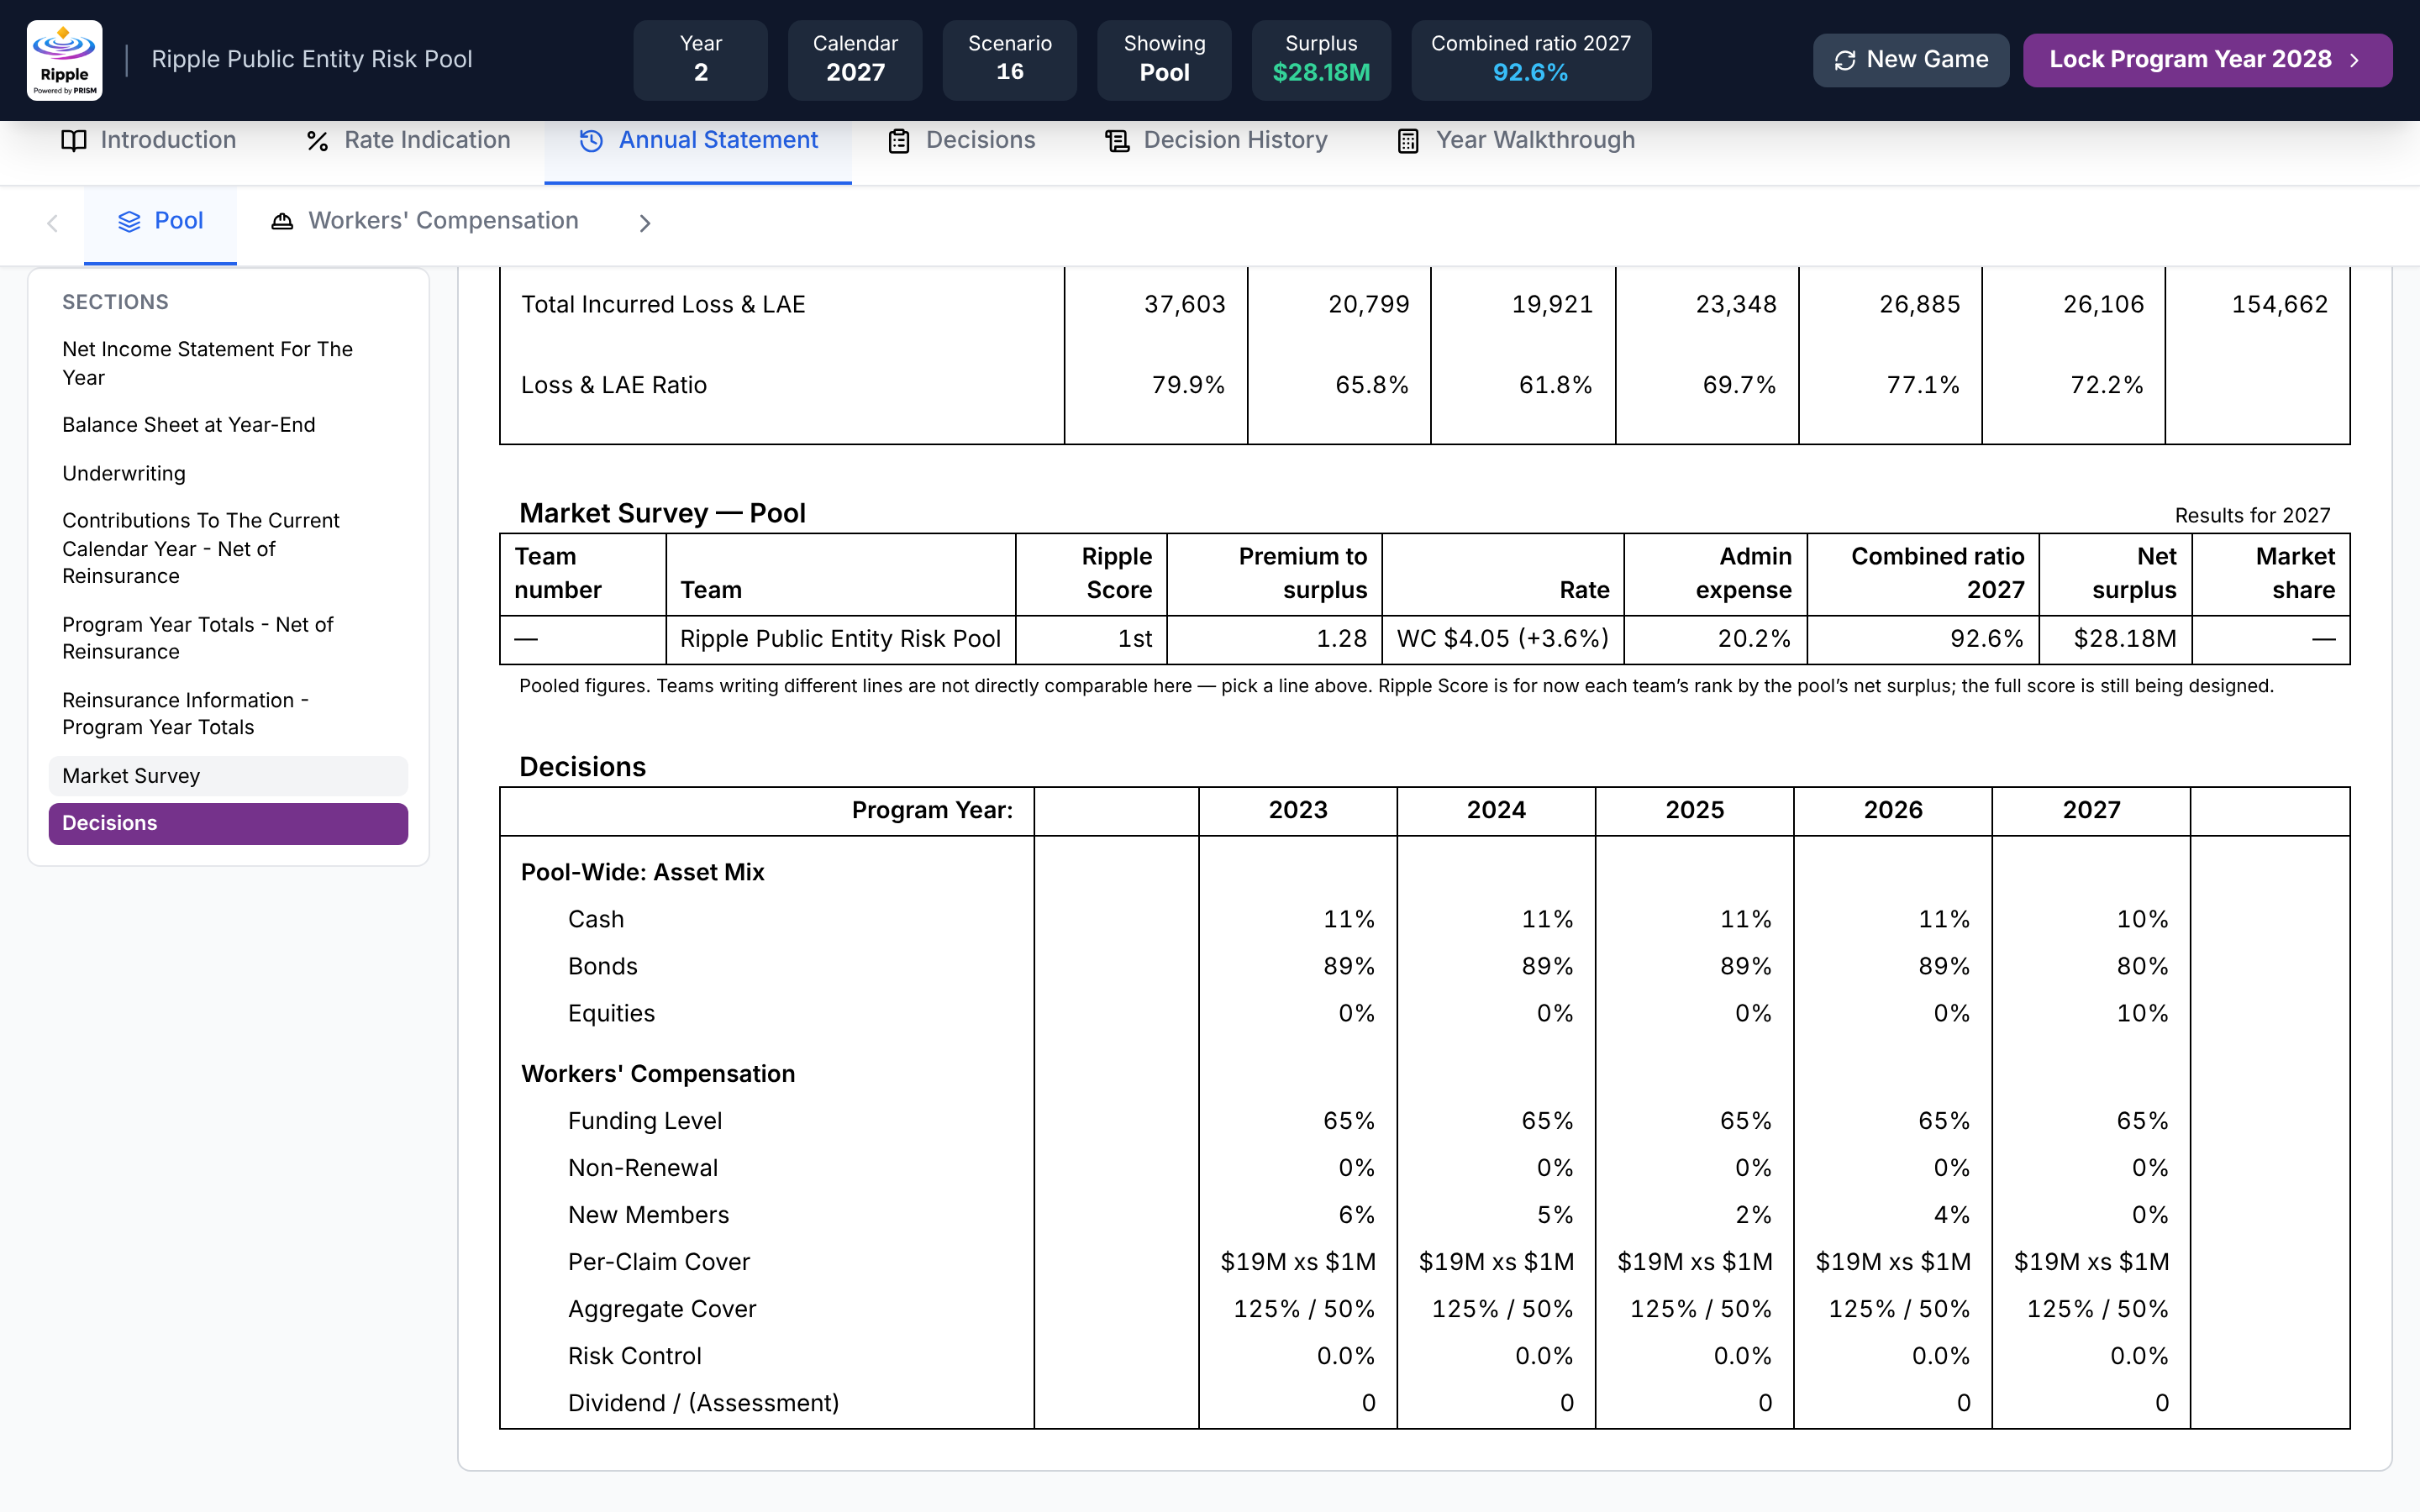 Ripple
Powered by PRISM
Ripple Public Entity Risk Pool
Year
2
Calendar
2027
Scenario
16
Showing
Pool
Surplus
$28.18M
Combined ratio 2027
92.6%
New Game
Lock Program Year 2028
Introduction
Rate Indication
Annual Statement
Decisions
Decision History
Year Walkthrough
Pool
Workers' Compensation
SECTIONS
Net Income Statement For The
Year
Balance Sheet at Year-End
Underwriting
Contributions To The Current
Calendar Year - Net of
Reinsurance
Program Year Totals - Net of
Reinsurance
Reinsurance Information -
Program Year Totals
Market Survey
Decisions
Total Incurred Loss & LAE 37,603 20,799 19,921 23,348 26,885 26,106 154,662
Loss & LAE Ratio 79.9% 65.8% 61.8% 69.7% 77.1% 72.2%
Market Survey — Pool
Results for 2027
Team number Team Ripple Score Premium to surplus Rate Admin expense Combined ratio 2027 Net surplus Market share
— Ripple Public Entity Risk Pool 1st 1.28 WC $4.05 (+3.6%) 20.2% 92.6% $28.18M —
Pooled figures. Teams writing different lines are not directly comparable here — pick a line above. Ripple Score is for now each team’s rank by the pool’s net surplus; the full score is still being designed.
Decisions
Program Year: 2023 2024 2025 2026 2027
Pool-Wide: Asset Mix
Cash 11% 11% 11% 11% 10%
Bonds 89% 89% 89% 89% 80%
Equities 0% 0% 0% 0% 10%
Workers' Compensation
Funding Level 65% 65% 65% 65% 65%
Non-Renewal 0% 0% 0% 0% 0%
New Members 6% 5% 2% 4% 0%
Per-Claim Cover $19M xs $1M $19M xs $1M $19M xs $1M $19M xs $1M $19M xs $1M
Aggregate Cover 125% / 50% 125% / 50% 125% / 50% 125% / 50% 125% / 50%
Risk Control 0.0% 0.0% 0.0% 0.0% 0.0%
Dividend / (Assessment) 0 0 0 0 0